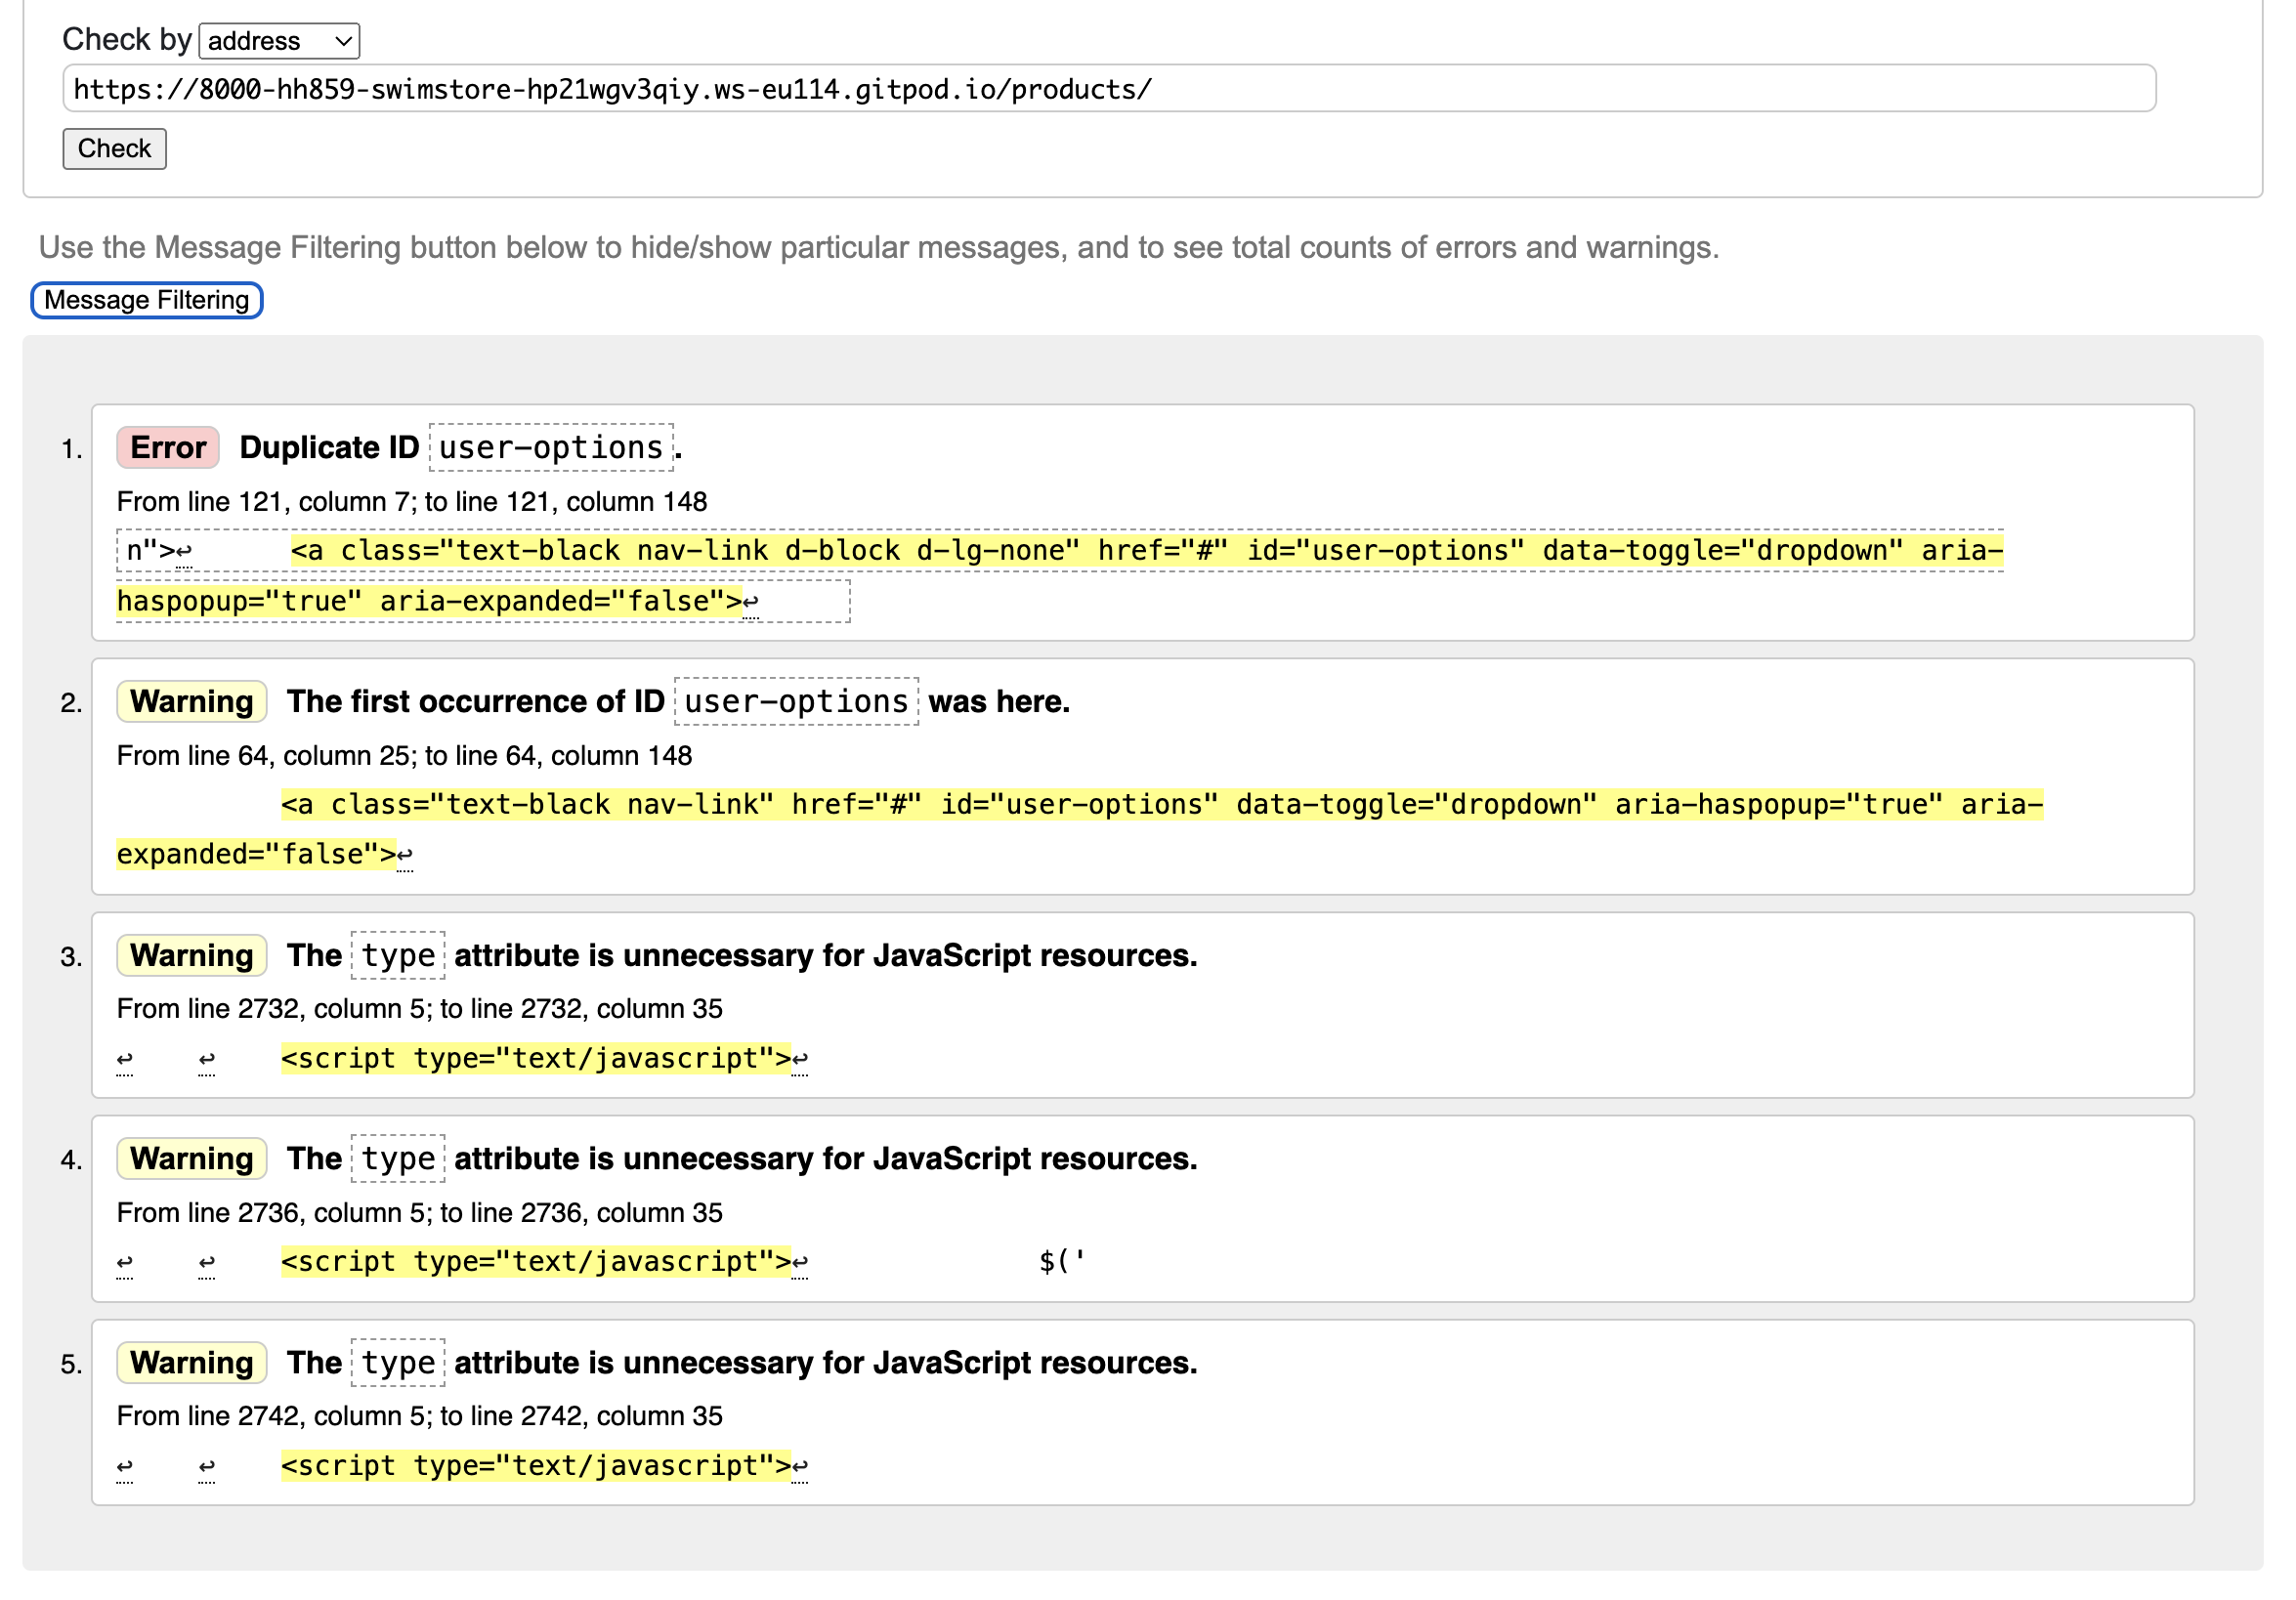 Check by address
https://8000-hh859-swimstore-hp21wgv3qiy.ws-eu114.gitpod.io/products/
Check
Use the Message Filtering button below to hide/show particular messages, and to see total counts of errors and warnings.
Message Filtering
1. Error Duplicate ID user-options.
From line 121, column 7; to line 121, column 148
n">↩ <a class="text-black nav-link d-block d-lg-none" href="#" id="user-options" data-toggle="dropdown" aria-
haspopup="true" aria-expanded="false">↩
2. Warning The first occurrence of ID user-options was here.
From line 64, column 25; to line 64, column 148
<a class="text-black nav-link" href="#" id="user-options" data-toggle="dropdown" aria-haspopup="true" aria-
expanded="false">↩
3. Warning The type attribute is unnecessary for JavaScript resources.
From line 2732, column 5; to line 2732, column 35
↩ ↩ <script type="text/javascript">↩
4. Warning The type attribute is unnecessary for JavaScript resources.
From line 2736, column 5; to line 2736, column 35
↩ ↩ <script type="text/javascript">↩ $('
5. Warning The type attribute is unnecessary for JavaScript resources.
From line 2742, column 5; to line 2742, column 35
↩ ↩ <script type="text/javascript">↩